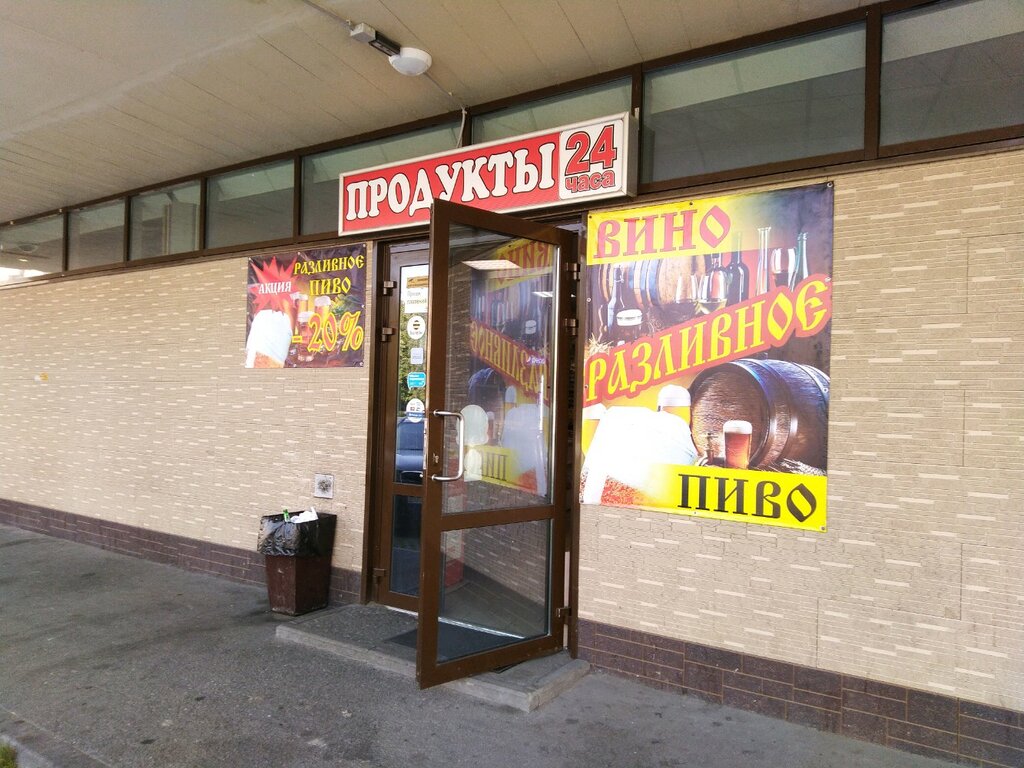 ПРОДУКТЫ 24 часа
АКЦИЯ
РАЗЛИВНОЕ
ПИВО
- 20%
ВИНО
РАЗЛИВНОЕ
ПИВО